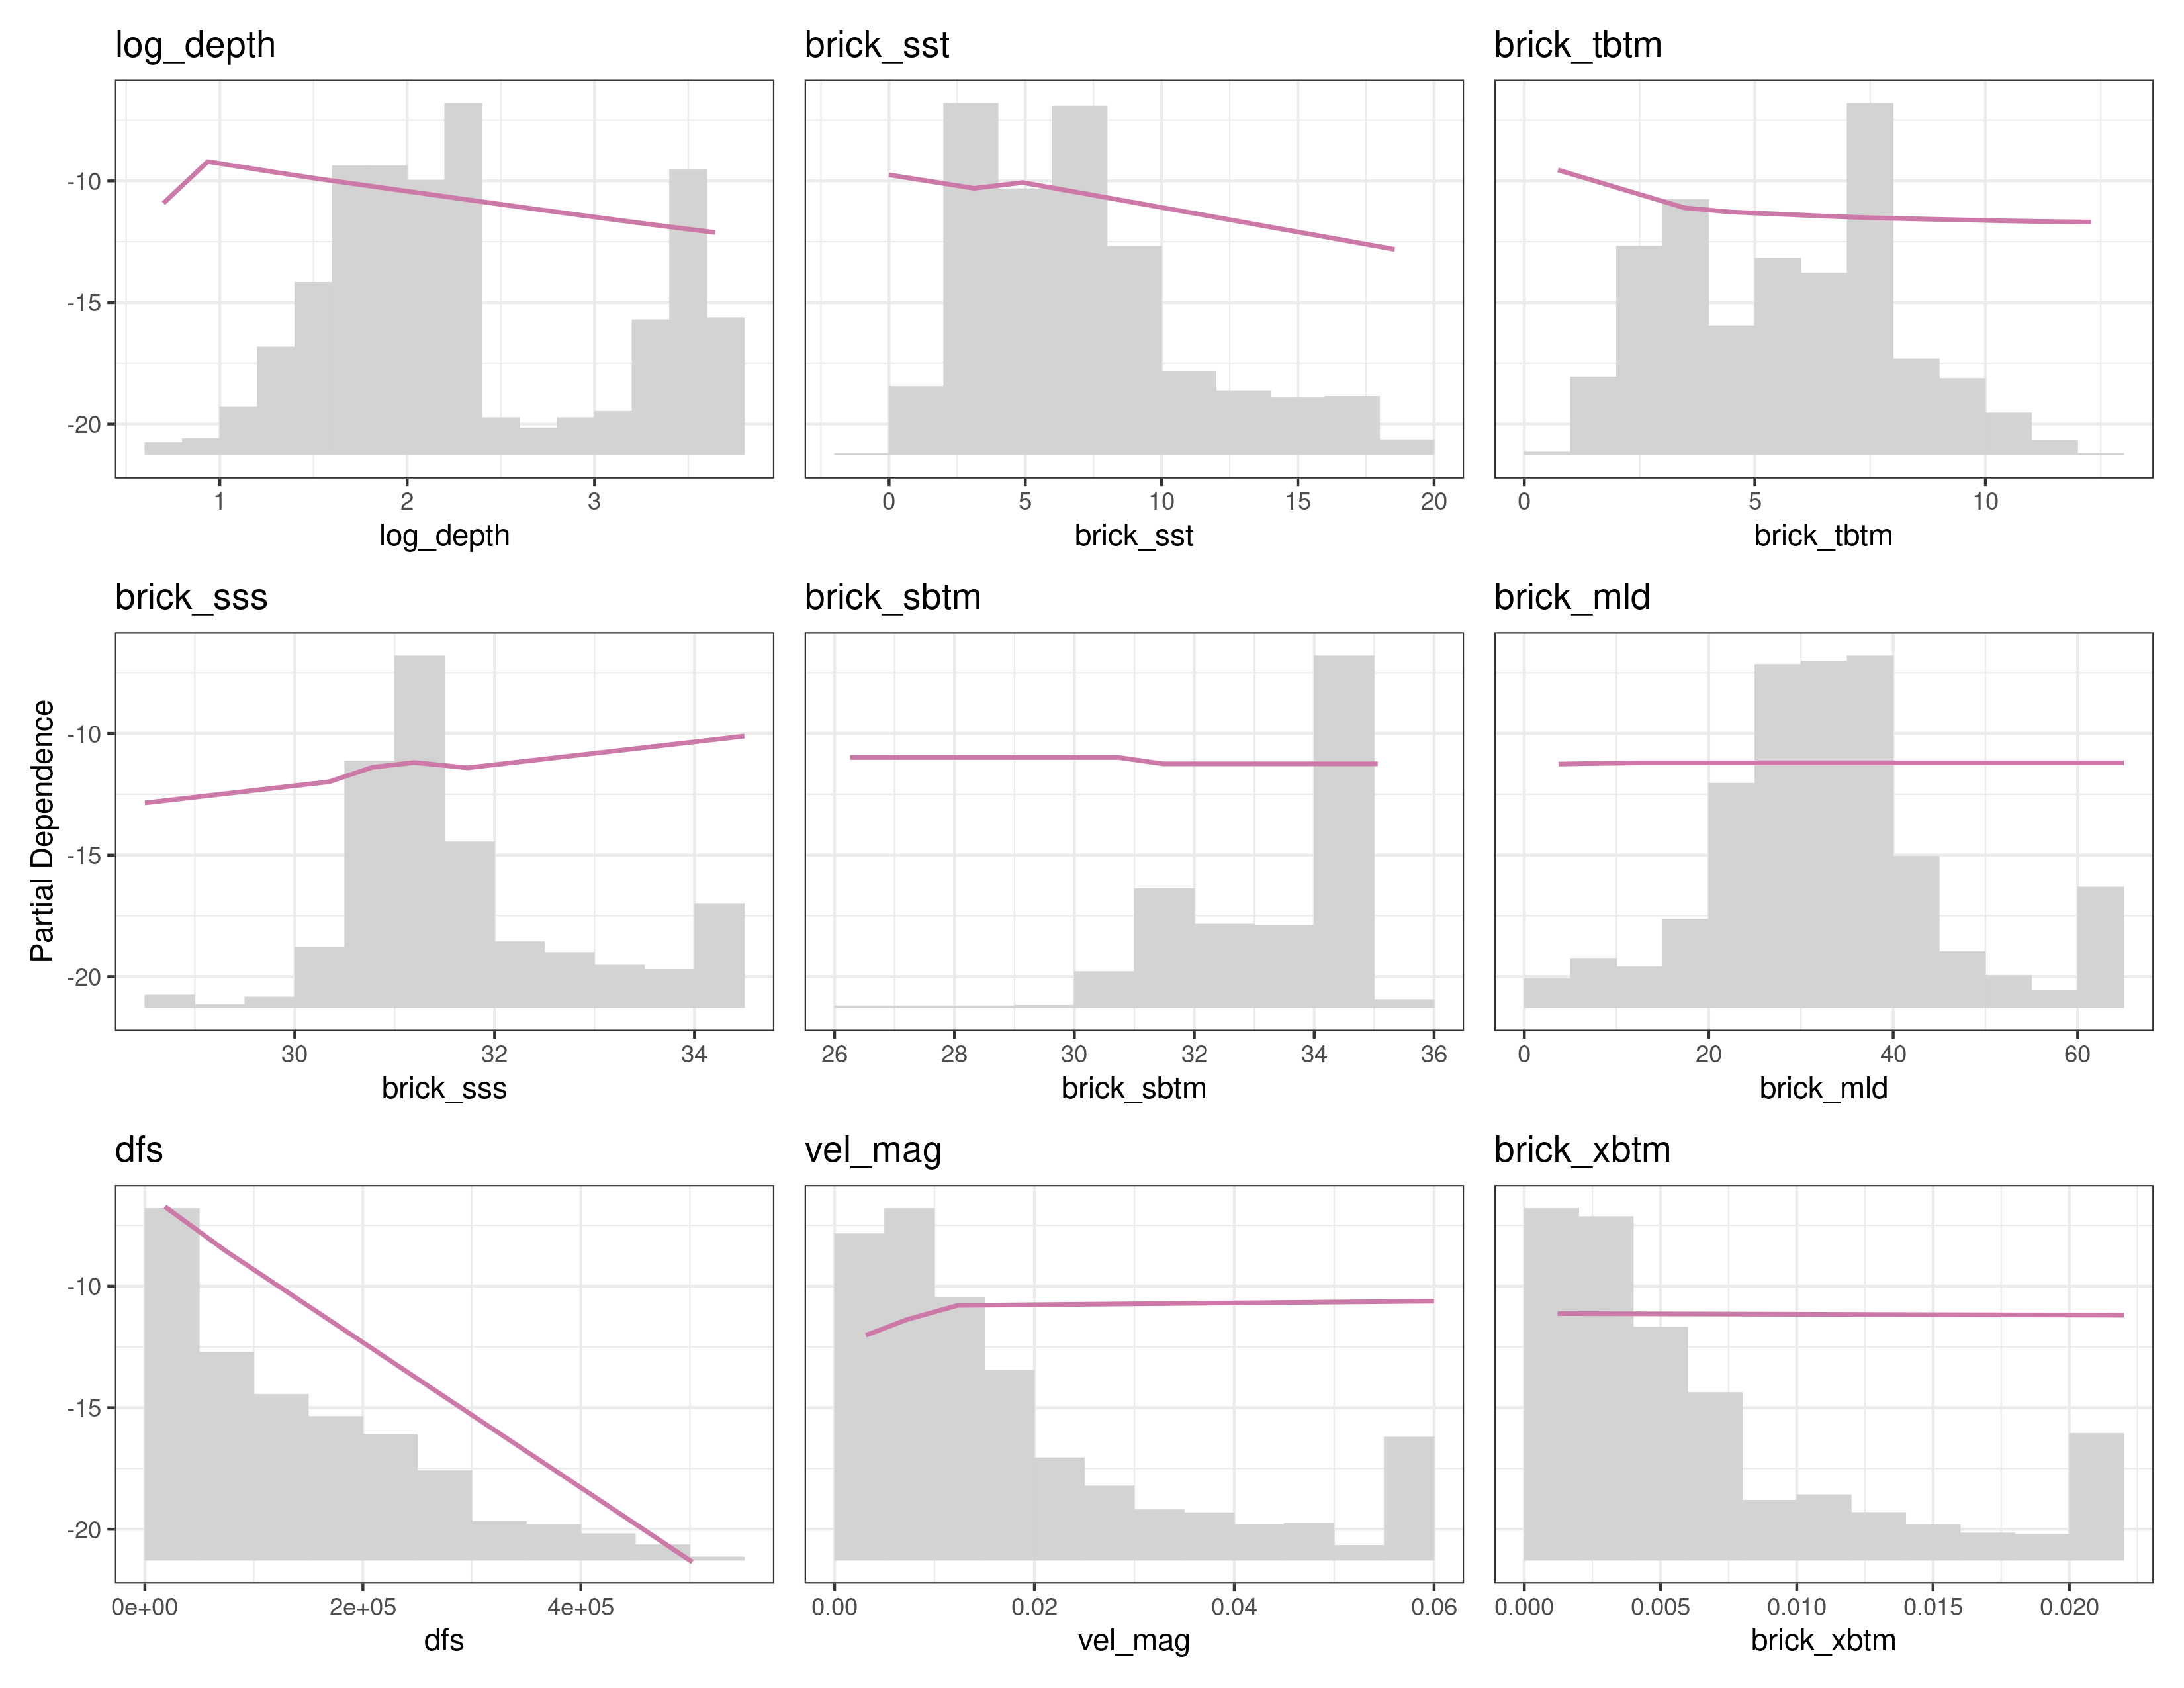 log_depth
brick_sst
brick_tbtm
-10
-15
-20
1 2 3
0 5 10 15 20
0 5 10
log_depth
brick_sst
brick_tbtm
brick_sss
brick_sbtm
brick_mld
Partial Dependence
-10
-15
-20
30 32 34
26 28 30 32 34 36
0 20 40 60
brick_sss
brick_sbtm
brick_mld
dfs
vel_mag
brick_xbtm
-10
-15
-20
0e+00 2e+05 4e+05
0.00 0.02 0.04 0.06
0.000 0.005 0.010 0.015 0.020
dfs
vel_mag
brick_xbtm